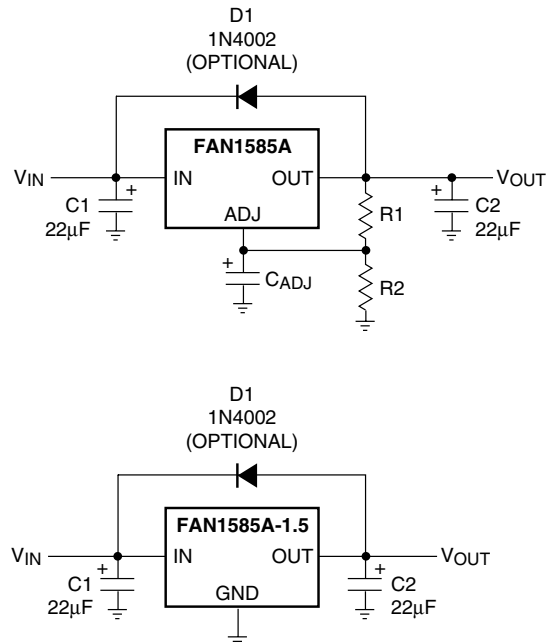 D1
1N4002
(OPTIONAL)
FAN1585A
VIN
IN
OUT
VOUT
C1
22μF
+
ADJ
R1
+
C2
22μF
+
CADJ
R2
D1
1N4002
(OPTIONAL)
FAN1585A-1.5
VIN
IN
OUT
VOUT
C1
22μF
+
GND
+
C2
22μF